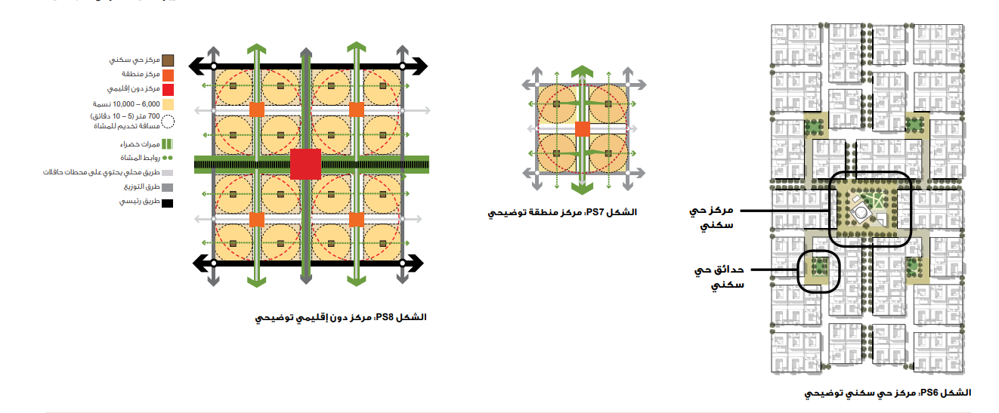 مركز حي سكني
مركز منطقة
مركز دون إقليمي
6,000 – 10,000 نسمة
700 متر (5 – 10 دقائق)
مسافة تخديم للمشاة
ممرات خضراء
روابط المشاة
طريق محلي يحتوي على محطات حافلات
طرق التوزيع
طريق رئيسي
الشكل PS8: مركز دون إقليمي توضيحي
الشكل PS7: مركز منطقة توضيحي
مركز حي
سكني
حدائق حي
سكني
الشكل PS6: مركز حي سكني توضيحي